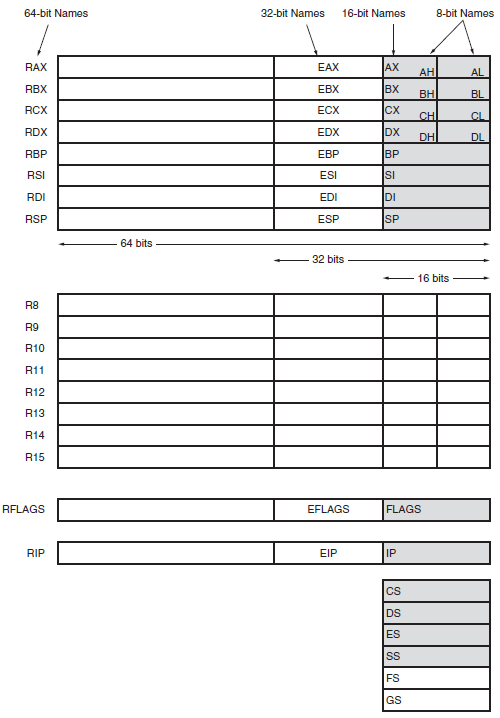 64-bit Names 32-bit Names 16-bit Names 8-bit Names
RAX EAX AX AH AL
RBX EBX BX BH BL
RCX ECX CX CH CL
RDX EDX DX DH DL
RBP EBP BP
RSI ESI SI
RDI EDI DI
RSP ESP SP
64 bits
32 bits
16 bits
R8
R9
R10
R11
R12
R13
R14
R15
RFLAGS EFLAGS FLAGS
RIP EIP IP
CS
DS
ES
SS
FS
GS